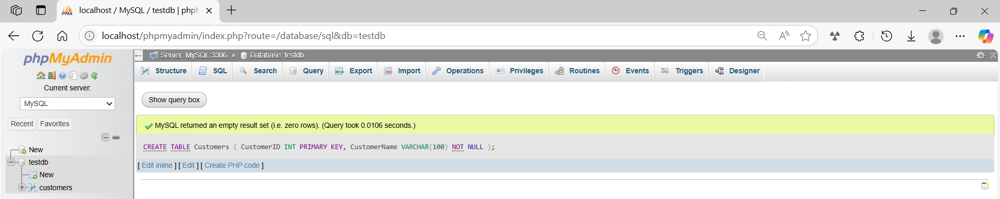 localhost / MySQL / testdb | phpM
localhost/phpmyadmin/index.php?route=/database/sql&db=testdb
phpMyAdmin
Current server:
MySQL
Recent Favorites
New
testdb
New
customers
Server: MySQL:3306 » Database: testdb
Structure SQL Search Query Export Import Operations Privileges Routines Events Triggers Designer
Show query box
MySQL returned an empty result set (i.e. zero rows). (Query took 0.0106 seconds.)
CREATE TABLE Customers ( CustomerID INT PRIMARY KEY, CustomerName VARCHAR(100) NOT NULL );
[ Edit inline ] [ Edit ] [ Create PHP code ]